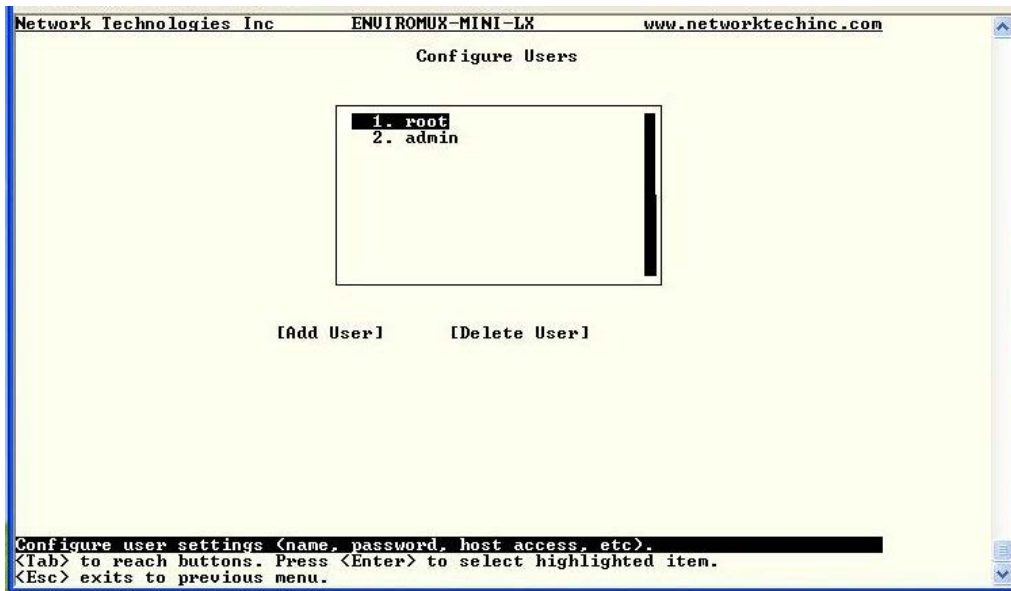 Network Technologies Inc ENVIROMUX-MINI-LX www.networktechinc.com
Configure Users
1. root
2. admin
[Add User] [Delete User]
Configure user settings (name, password, host access, etc).
<Tab> to reach buttons. Press <Enter> to select highlighted item.
<Esc> exits to previous menu.